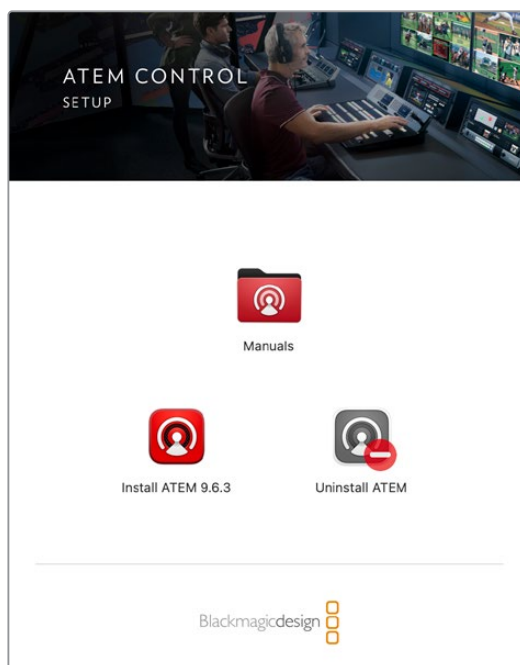 ATEM CONTROL
SETUP
Manuals
Install ATEM 9.6.3
Uninstall ATEM
Blackmagicdesign